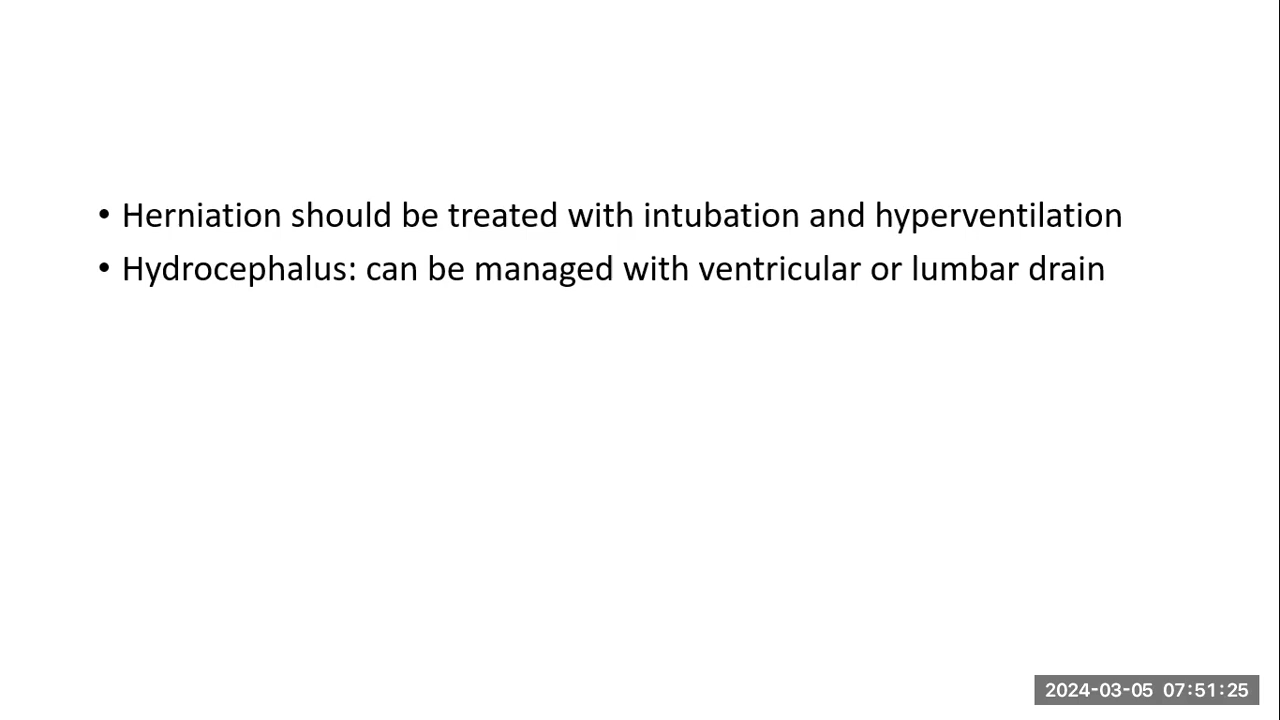 • Herniation should be treated with intubation and hyperventilation
• Hydrocephalus: can be managed with ventricular or lumbar drain
2024-03-05 07:51:25